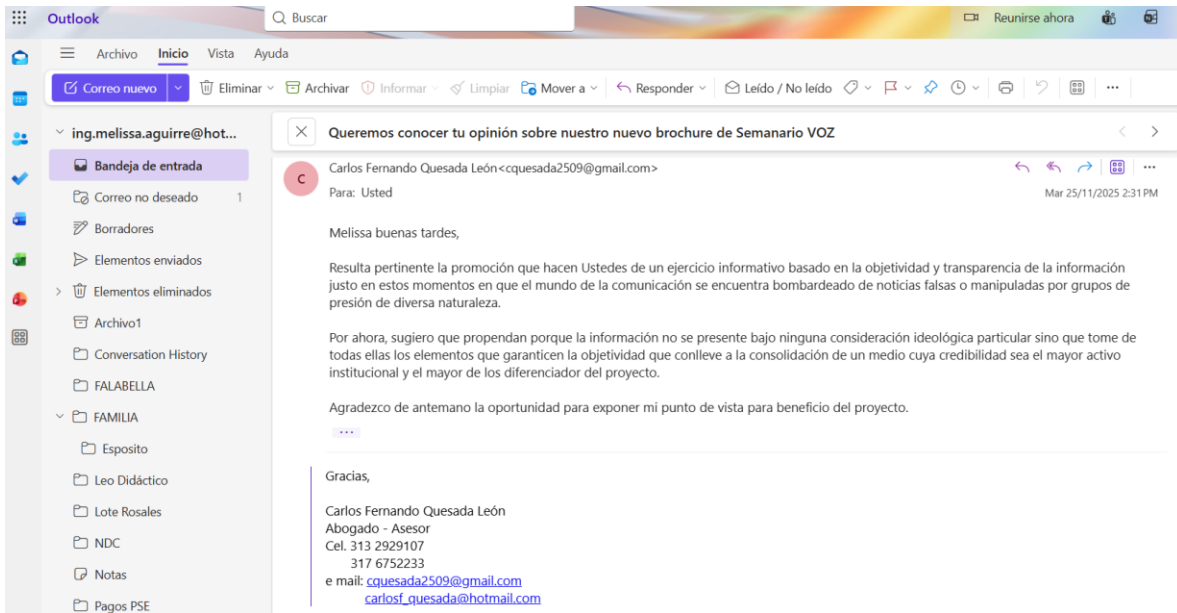 Outlook
Buscar
Reunirse ahora
Archivo Inicio Vista Ayuda
Correo nuevo Eliminar Archivar Informar Limpiar Mover a Responder Leído / No leído
ing.melissa.aguirre@hot...
Bandeja de entrada
Correo no deseado 1
Borradores
Elementos enviados
Elementos eliminados
Archivo1
Conversation History
FALABELLA
FAMILIA
Esposito
Leo Didáctico
Lote Rosales
NDC
Notas
Pagos PSE
Queremos conocer tu opinión sobre nuestro nuevo brochure de Semanario VOZ
C
Carlos Fernando Quesada León<cquesada2509@gmail.com>
Para: Usted
Mar 25/11/2025 2:31 PM
Melissa buenas tardes,
Resulta pertinente la promoción que hacen Ustedes de un ejercicio informativo basado en la objetividad y transparencia de la información
justo en estos momentos en que el mundo de la comunicación se encuentra bombardeado de noticias falsas o manipuladas por grupos de
presión de diversa naturaleza.
Por ahora, sugiero que propendan porque la información no se presente bajo ninguna consideración ideológica particular sino que tome de
todas ellas los elementos que garanticen la objetividad que conlleve a la consolidación de un medio cuya credibilidad sea el mayor activo
institucional y el mayor de los diferenciador del proyecto.
Agradezco de antemano la oportunidad para exponer mi punto de vista para beneficio del proyecto.
...
Gracias,
Carlos Fernando Quesada León
Abogado - Asesor
Cel. 313 2929107
317 6752233
e mail: cquesada2509@gmail.com
carlosf_quesada@hotmail.com